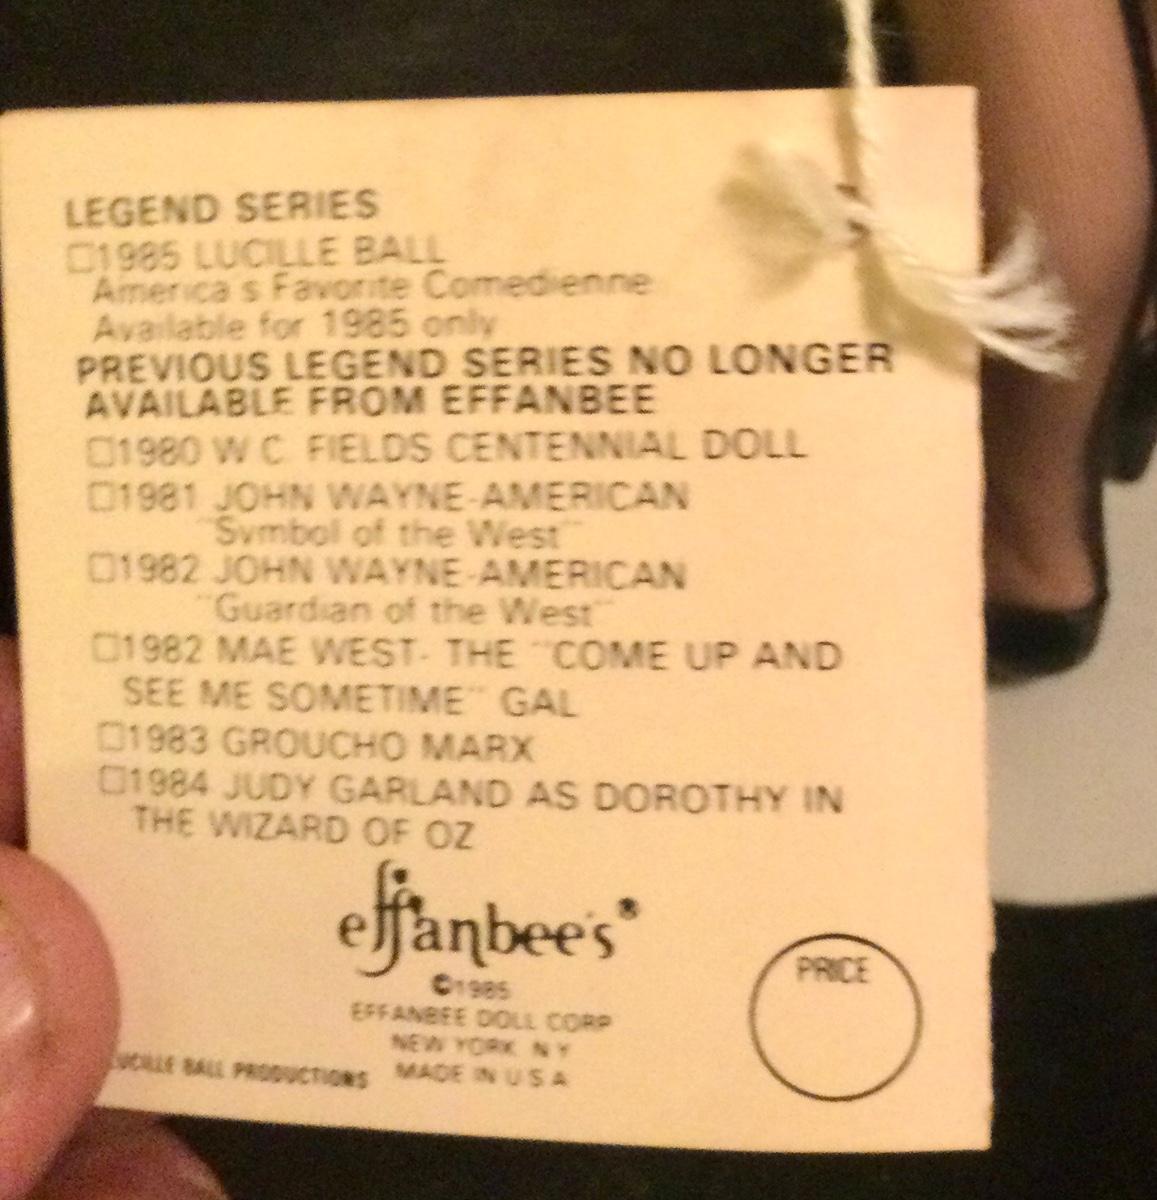 LEGEND SERIES
□1985 LUCILLE BALL
America's Favorite Comedienne
Available for 1985 only
PREVIOUS LEGEND SERIES NO LONGER
AVAILABLE FROM EFFANBEE
□1980 W.C. FIELDS CENTENNIAL DOLL
□1981 JOHN WAYNE-AMERICAN
"Symbol of the West"
□1982 JOHN WAYNE-AMERICAN
"Guardian of the West"
□1982 MAE WEST- THE "COME UP AND
SEE ME SOMETIME" GAL
□1983 GROUCHO MARX
□1984 JUDY GARLAND AS DOROTHY IN
THE WIZARD OF OZ
effanbee's®
©1985
EFFANBEE DOLL CORP
NEW YORK N Y
MADE IN U S A
UCILLE BALL PRODUCTIONS
PRICE